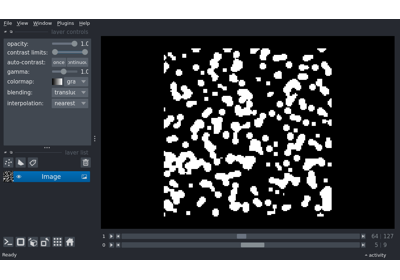 File View Window Plugins Help
layer controls
opacity: 1.0
contrast limits:
auto-contrast: once
gamma: 1.0
colormap: gra
blending: translu
interpolation: nearest
layer list
Image
1 64 127
0 5 9
Ready activity